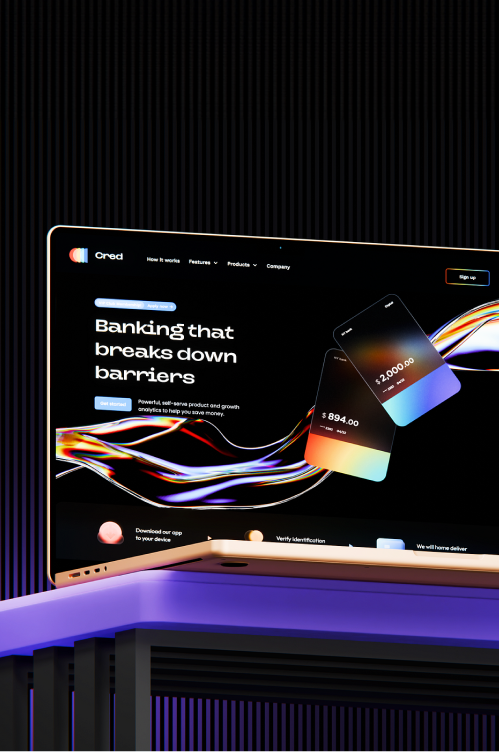 Cred
How it works
Features
Products
Company
Sign up
Banking that
breaks down
barriers
Get started
Powerful, self-serve product and growth
analytics to help you save money.
$ 2,000.00
$ 894.00
Download our app
to your device
Verify identification
We will home deliver